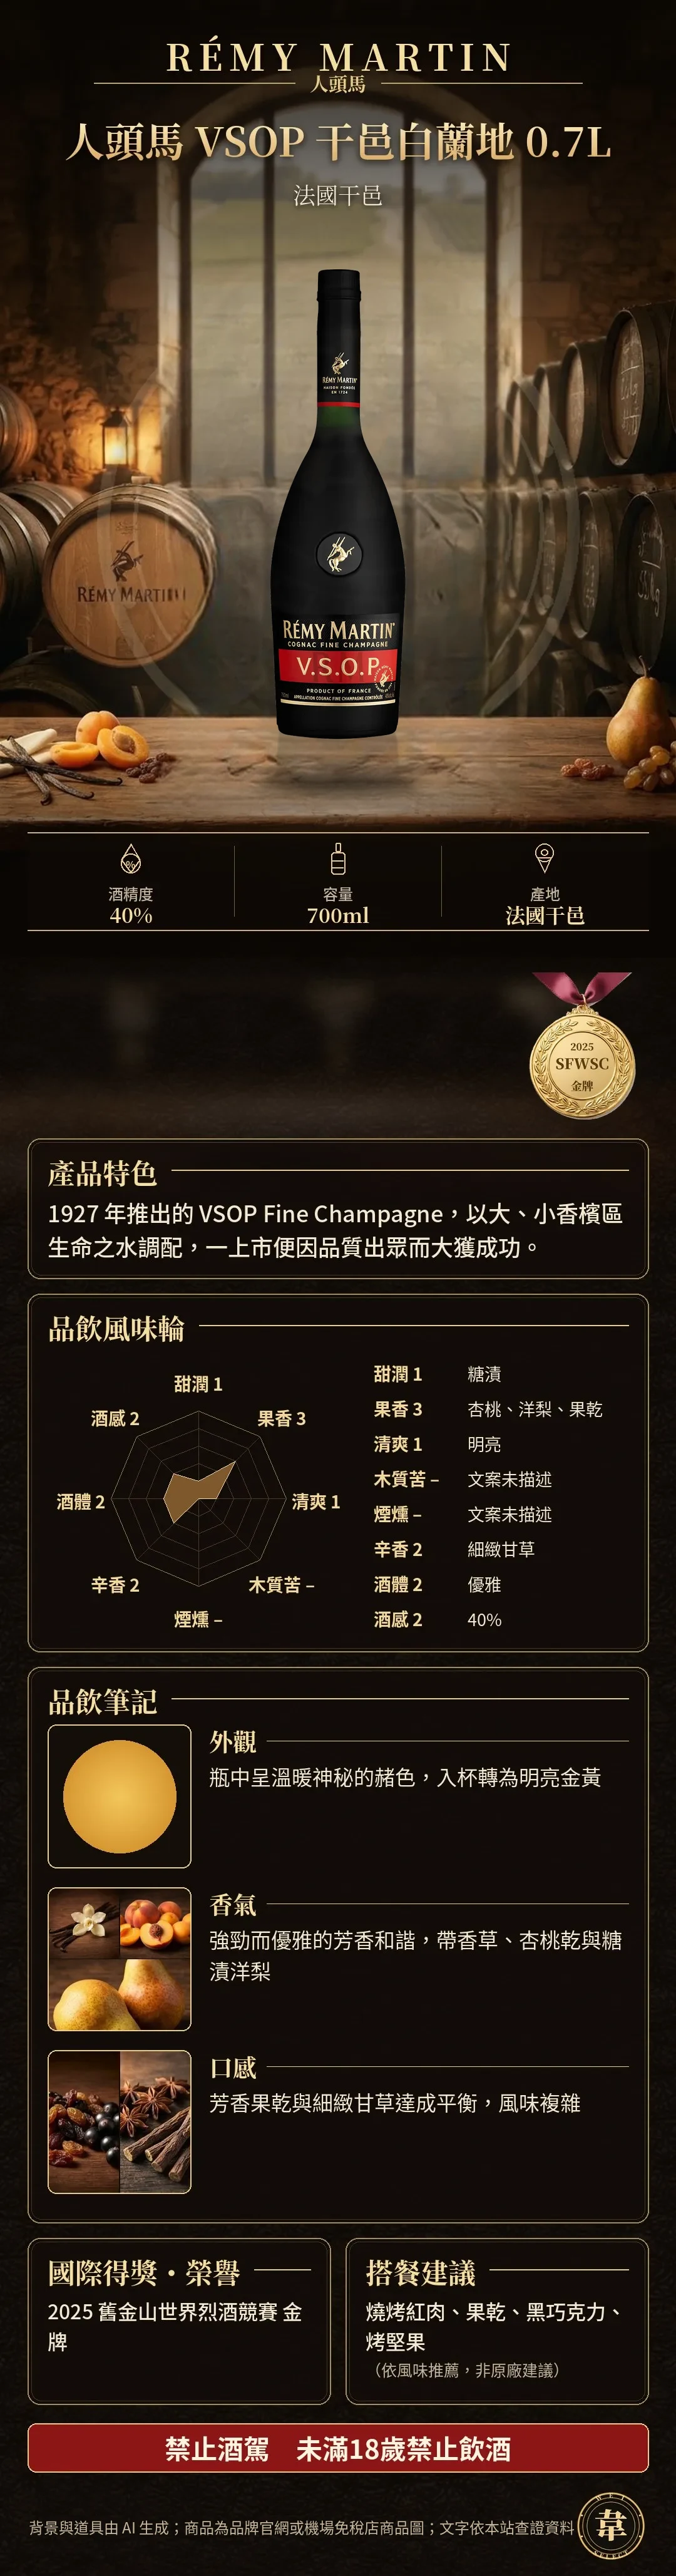 RÉMY MARTIN
人頭馬
人頭馬 VSOP 干邑白蘭地 0.7L
法國干邑
RÉMY MARTIN
MAISON FONDÉE
EN 1724
RÉMY MARTIN
RÉMY MARTIN
COGNAC FINE CHAMPAGNE
V.S.O.P
PRODUCT OF FRANCE
APPELLATION COGNAC FINE CHAMPAGNE CONTRÔLÉE
酒精度
40%
容量
700ml
產地
法國干邑
2025
SFWSC
金牌
產品特色
1927 年推出的 VSOP Fine Champagne，以大、小香檳區
生命之水調配，一上市便因品質出眾而大獲成功。
品飲風味輪
甜潤 1
果香 3
清爽 1
木質苦 –
煙燻 –
辛香 2
酒體 2
酒感 2
甜潤 1 糖漬
果香 3 杏桃、洋梨、果乾
清爽 1 明亮
木質苦 – 文案未描述
煙燻 – 文案未描述
辛香 2 細緻甘草
酒體 2 優雅
酒感 2 40%
品飲筆記
外觀
瓶中呈溫暖神秘的赭色，入杯轉為明亮金黃
香氣
強勁而優雅的芳香和諧，帶香草、杏桃乾與糖
漬洋梨
口感
芳香果乾與細緻甘草達成平衡，風味複雜
國際得獎・榮譽
2025 舊金山世界烈酒競賽 金
牌
搭餐建議
燒烤紅肉、果乾、黑巧克力、
烤堅果
（依風味推薦，非原廠建議）
禁止酒駕 未滿18歲禁止飲酒
背景與道具由 AI 生成；商品為品牌官網或機場免稅店商品圖；文字依本站查證資料
韋